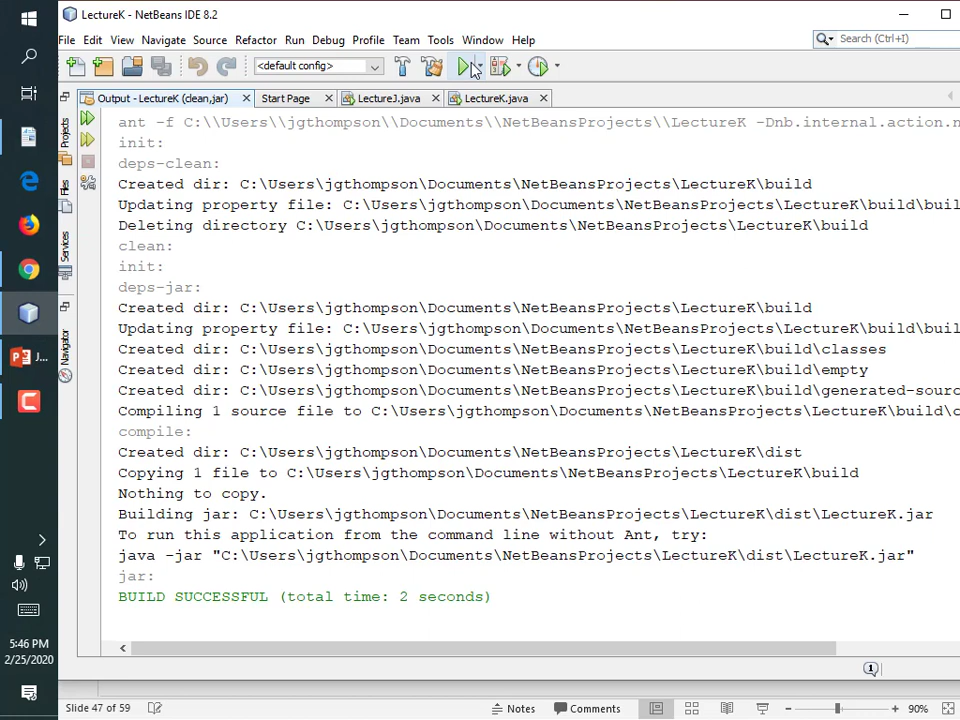 LectureK - NetBeans IDE 8.2
File Edit View Navigate Source Refactor Run Debug Profile Team Tools Window Help
Search (Ctrl+I)
<default config>
Output - LectureK (clean,jar) Start Page LectureJ.java LectureK.java
Projects
Files
Services
Navigator
ant -f C:\\Users\\jgthompson\\Documents\\NetBeansProjects\\LectureK -Dnb.internal.action.n
init:
deps-clean:
Created dir: C:\Users\jgthompson\Documents\NetBeansProjects\LectureK\build
Updating property file: C:\Users\jgthompson\Documents\NetBeansProjects\LectureK\build\buil
Deleting directory C:\Users\jgthompson\Documents\NetBeansProjects\LectureK\build
clean:
init:
deps-jar:
Created dir: C:\Users\jgthompson\Documents\NetBeansProjects\LectureK\build
Updating property file: C:\Users\jgthompson\Documents\NetBeansProjects\LectureK\build\buil
Created dir: C:\Users\jgthompson\Documents\NetBeansProjects\LectureK\build\classes
Created dir: C:\Users\jgthompson\Documents\NetBeansProjects\LectureK\build\empty
Created dir: C:\Users\jgthompson\Documents\NetBeansProjects\LectureK\build\generated-sourc
Compiling 1 source file to C:\Users\jgthompson\Documents\NetBeansProjects\LectureK\build\c
compile:
Created dir: C:\Users\jgthompson\Documents\NetBeansProjects\LectureK\dist
Copying 1 file to C:\Users\jgthompson\Documents\NetBeansProjects\LectureK\build
Nothing to copy.
Building jar: C:\Users\jgthompson\Documents\NetBeansProjects\LectureK\dist\LectureK.jar
To run this application from the command line without Ant, try:
java -jar "C:\Users\jgthompson\Documents\NetBeansProjects\LectureK\dist\LectureK.jar"
jar:
BUILD SUCCESSFUL (total time: 2 seconds)
J...
5:46 PM
2/25/2020
1
Slide 47 of 59
Notes
Comments
90%